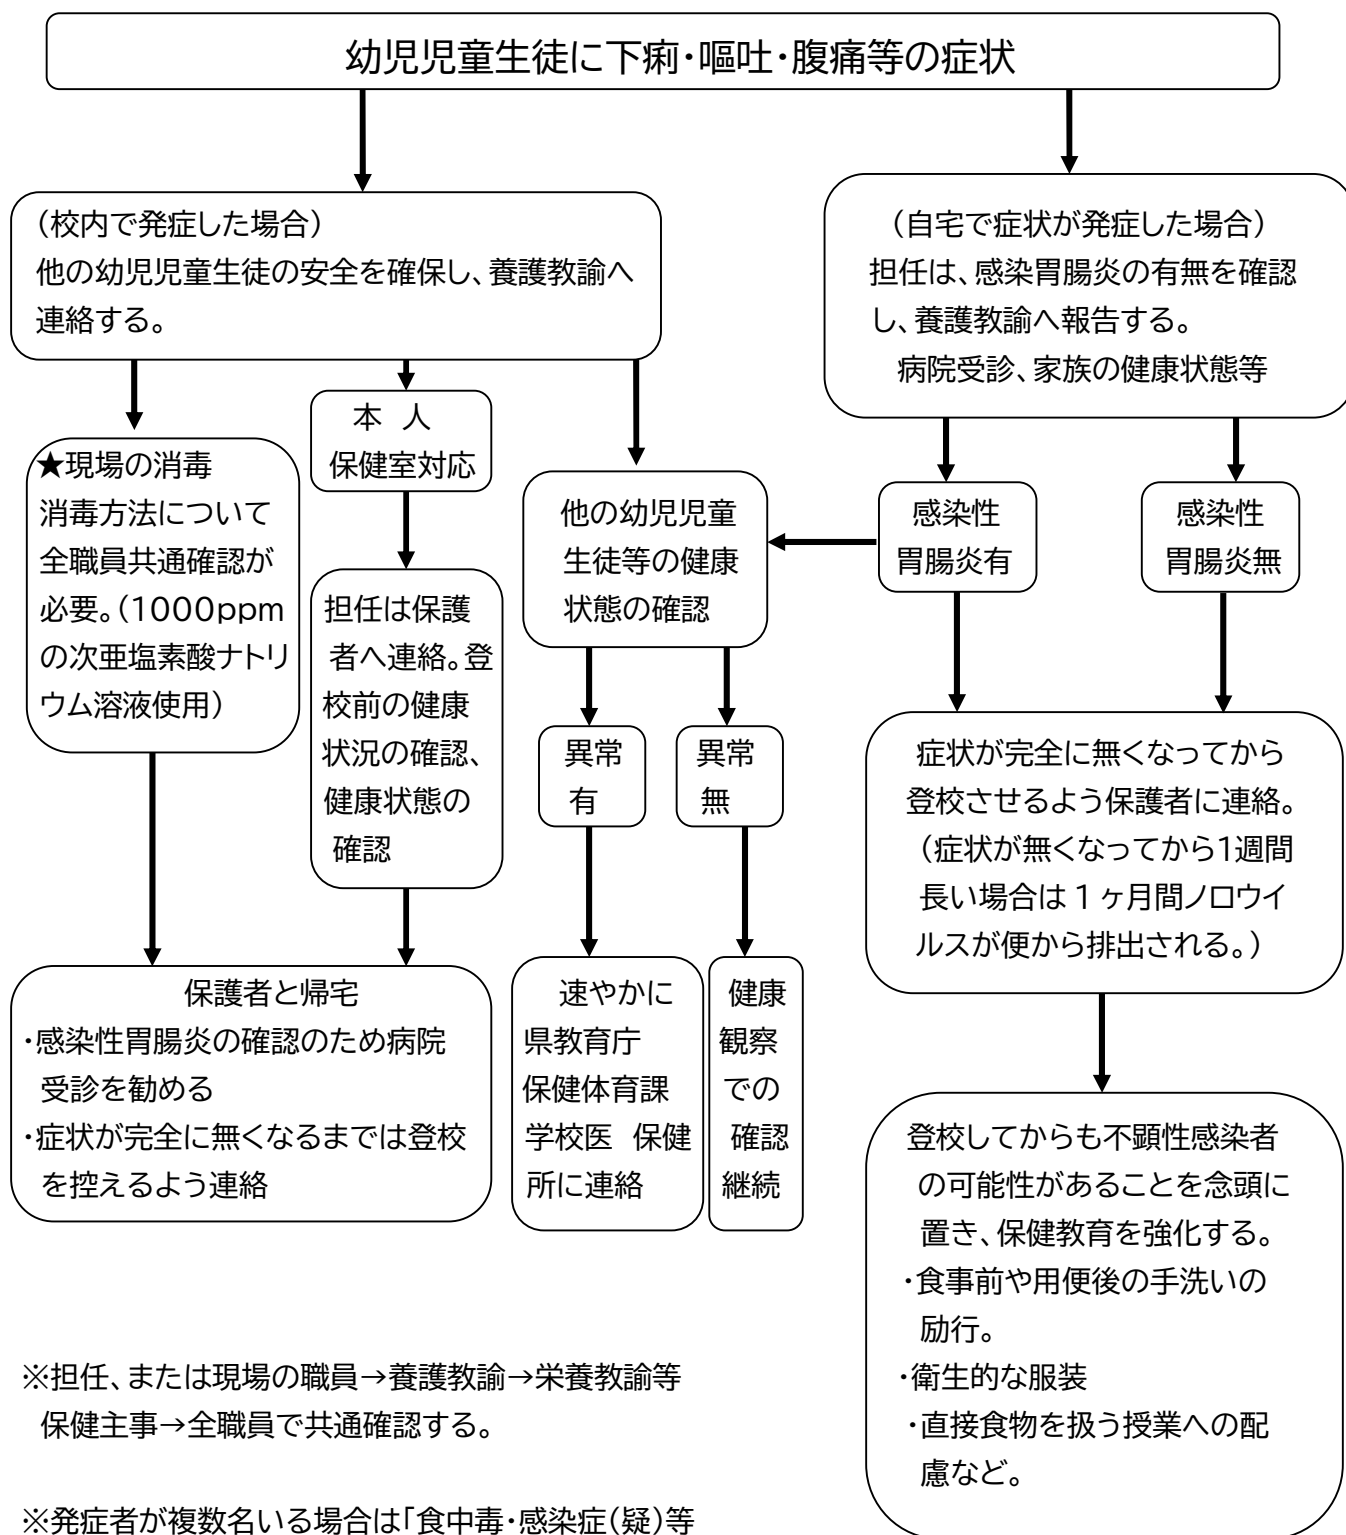 幼児児童生徒に下痢・嘔吐・腹痛等の症状
(校内で発症した場合)
他の幼児児童生徒の安全を確保し、養護教諭へ
連絡する。
(自宅で症状が発症した場合)
担任は、感染胃腸炎の有無を確認
し、養護教諭へ報告する。
病院受診、家族の健康状態等
★現場の消毒
消毒方法について
全職員共通確認が
必要。(1000ppm
の次亜塩素酸ナトリ
ウム溶液使用)
本 人
保健室対応
担任は保護
者へ連絡。登
校前の健康
状況の確認、
健康状態の
確認
他の幼児児童
生徒等の健康
状態の確認
感染性
胃腸炎有
感染性
胃腸炎無
異常
有
異常
無
症状が完全に無くなってから
登校させるよう保護者に連絡。
(症状が無くなってから1週間
長い場合は1ヶ月間ノロウイ
ルスが便から排出される。)
保護者と帰宅
・感染性胃腸炎の確認のため病院
受診を勧める
・症状が完全に無くなるまでは登校
を控えるよう連絡
速やかに
県教育庁
保健体育課
学校医 保健
所に連絡
健康
観察
での
確認
継続
登校してからも不顕性感染者
の可能性があることを念頭に
置き、保健教育を強化する。
・食事前や用便後の手洗いの
励行。
・衛生的な服装
・直接食物を扱う授業への配
慮など。
※担任、または現場の職員→養護教諭→栄養教諭等
保健主事→全職員で共通確認する。
※発症者が複数名いる場合は「食中毒・感染症(疑)等